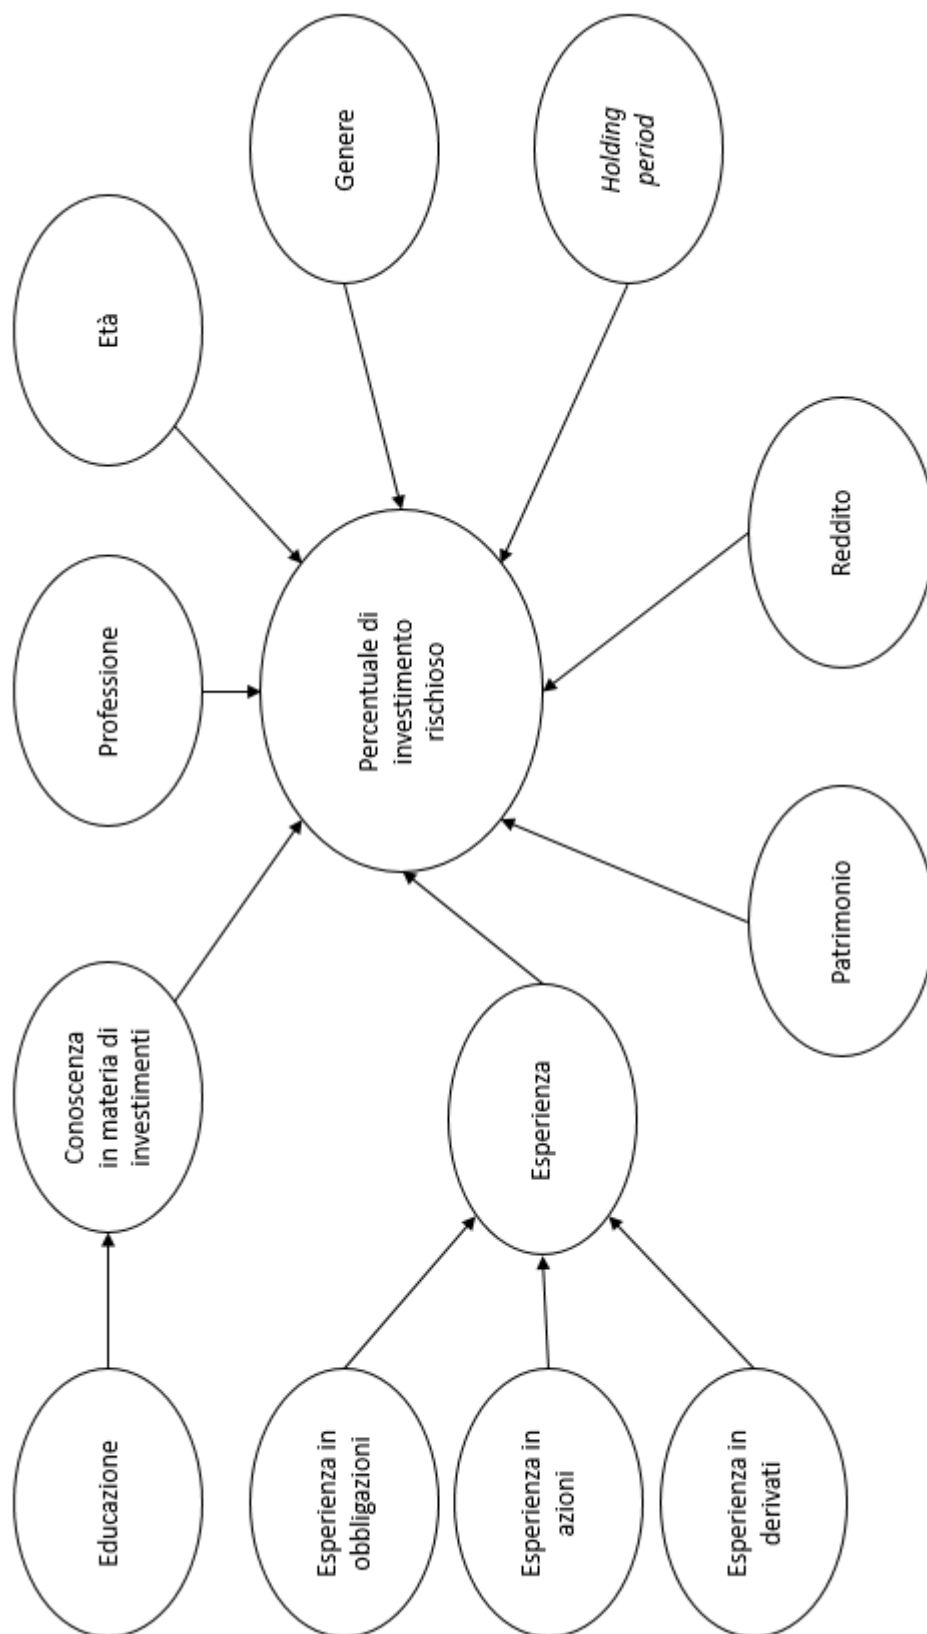 Educazione
Conoscenza
in materia di
investimenti
Professione
Età
Esperienza in
obbligazioni
Genere
Percentuale di
investimento
rischioso
Esperienza in
azioni
Esperienza
Holding
period
Esperienza in
derivati
Patrimonio
Reddito